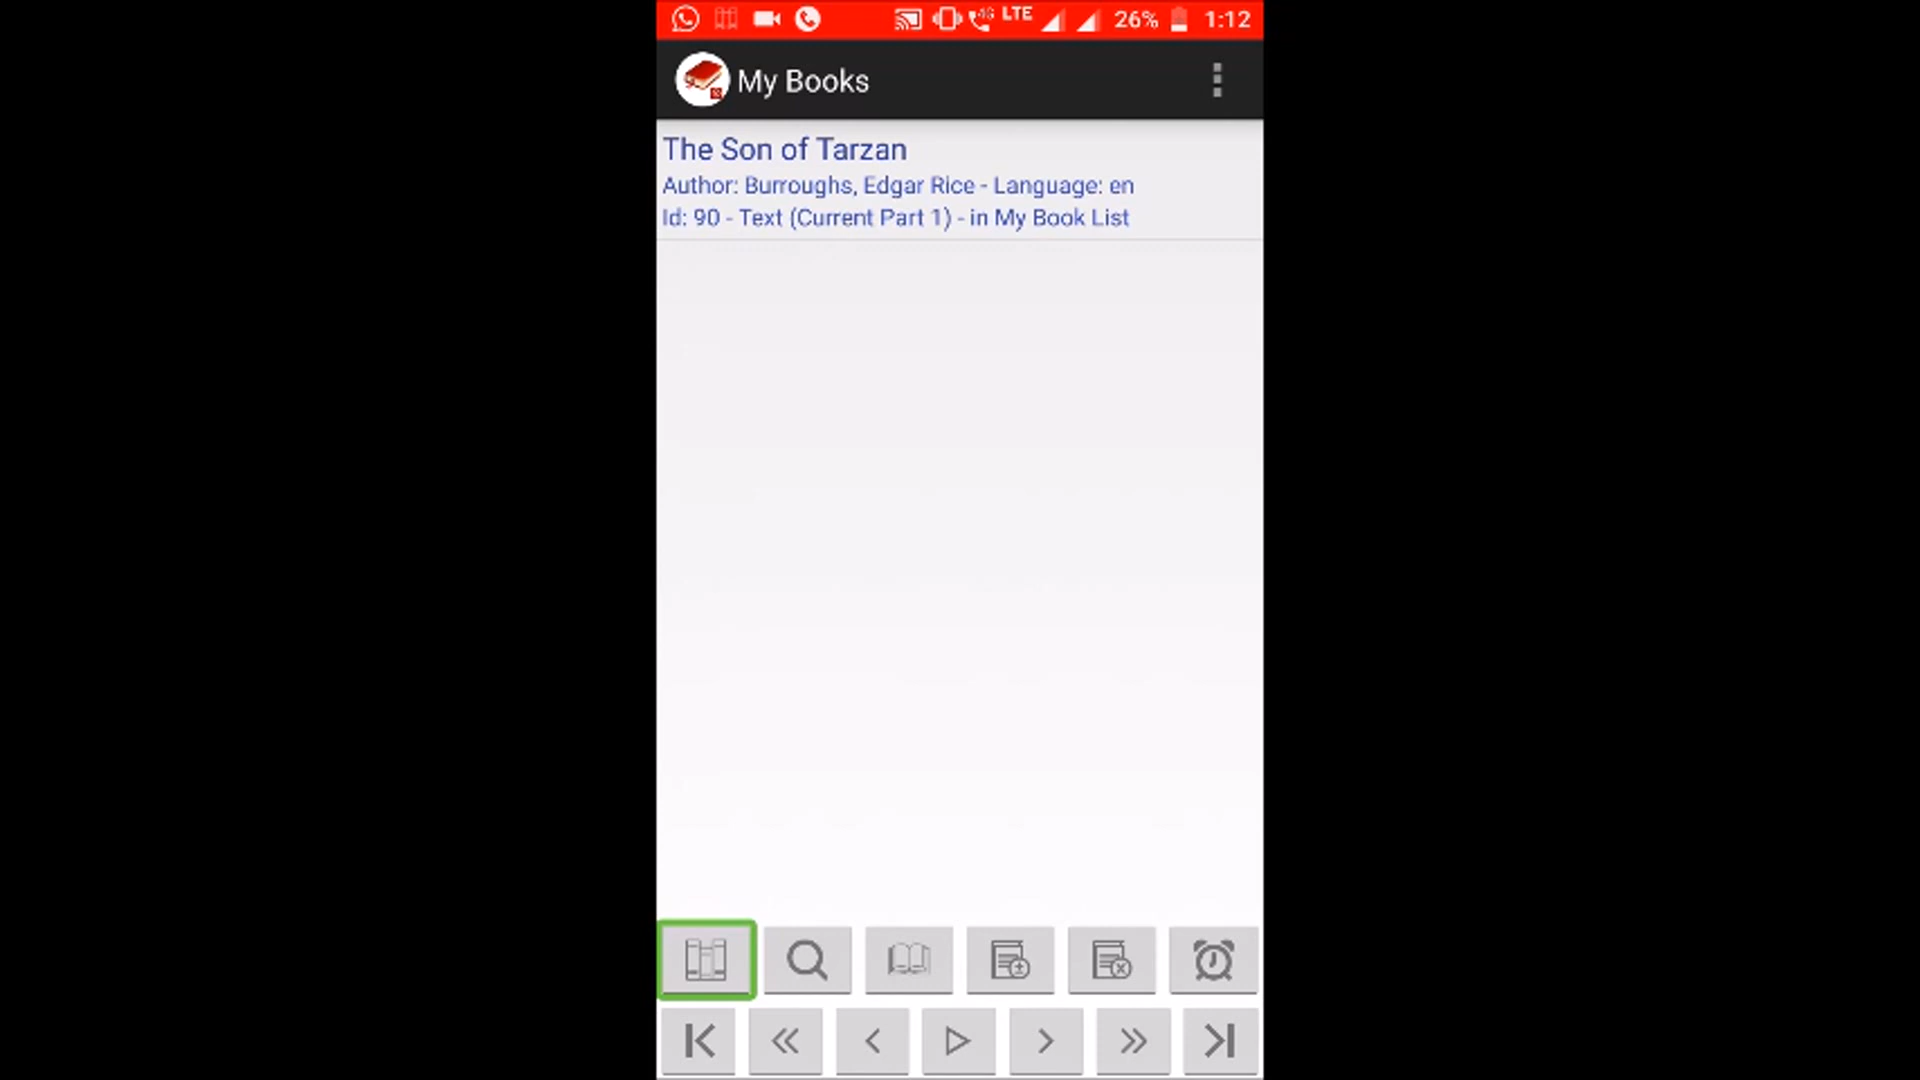 LTE 26% 1:12
My Books
The Son of Tarzan
Author: Burroughs, Edgar Rice - Language: en
Id: 90 - Text (Current Part 1) - in My Book List